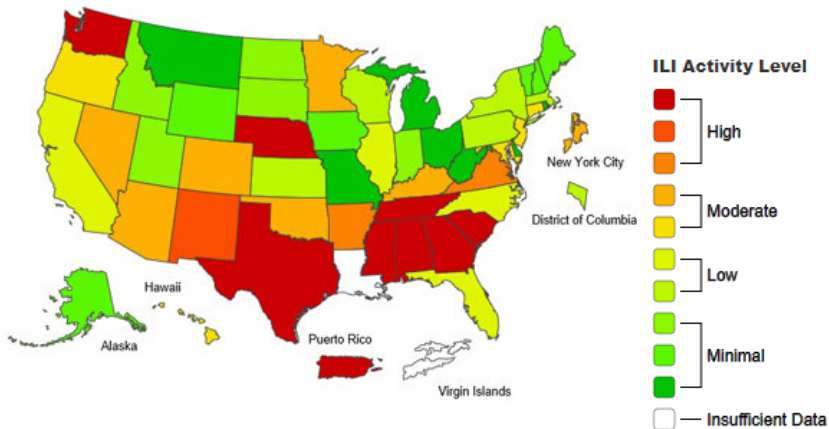 ILI Activity Level
High
Moderate
Low
Minimal
Insufficient Data
New York City
District of Columbia
Hawaii
Alaska
Puerto Rico
Virgin Islands